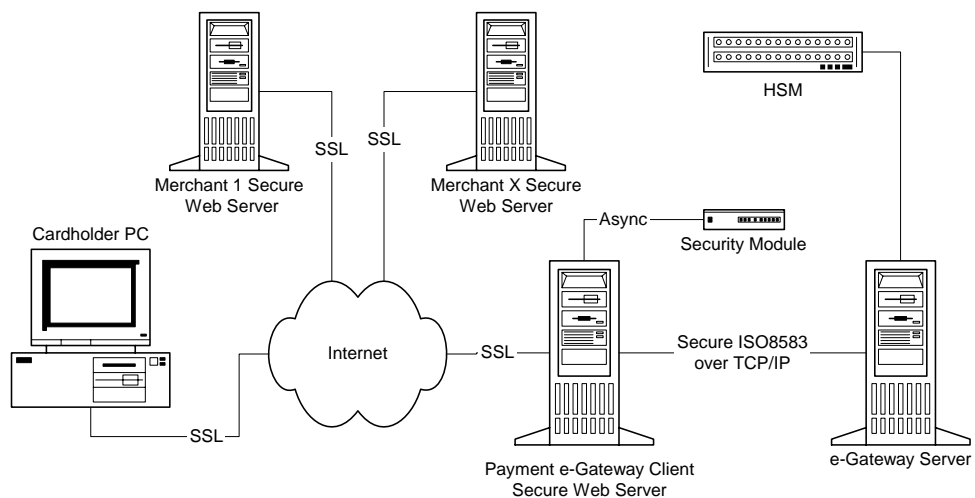 HSM
SSL
SSL
Merchant 1 Secure
Web Server
Merchant X Secure
Web Server
Async
Security Module
Cardholder PC
Internet
SSL
Secure ISO8583
over TCP/IP
SSL
Payment e-Gateway Client
Secure Web Server
e-Gateway Server